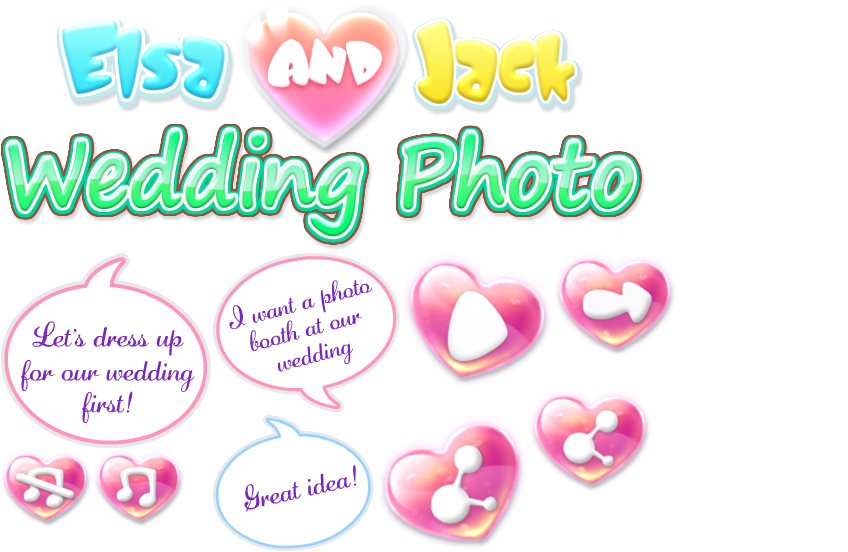 Elsa AND Jack
Wedding Photo
Let's dress up
for our wedding
first!
I want a photo
booth at our
wedding
Great idea!